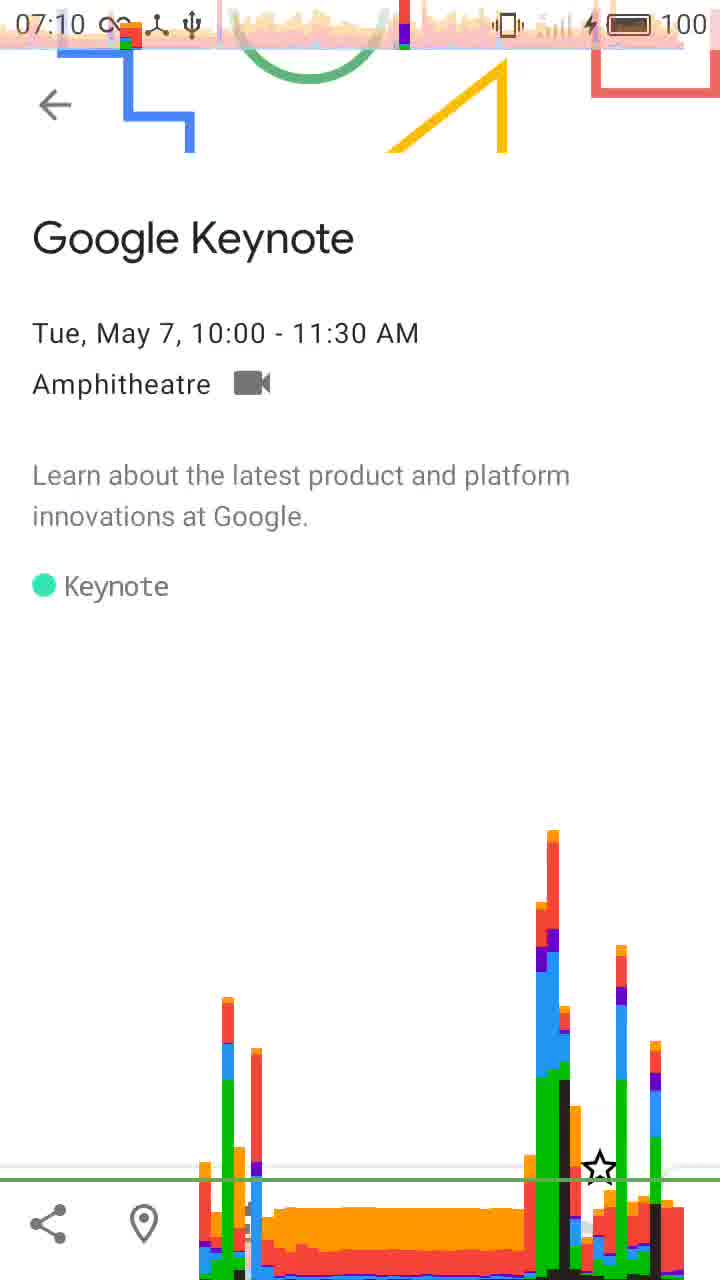 07:10
100
Google Keynote
Tue, May 7, 10:00 - 11:30 AM
Amphitheatre
Learn about the latest product and platform
innovations at Google.
Keynote